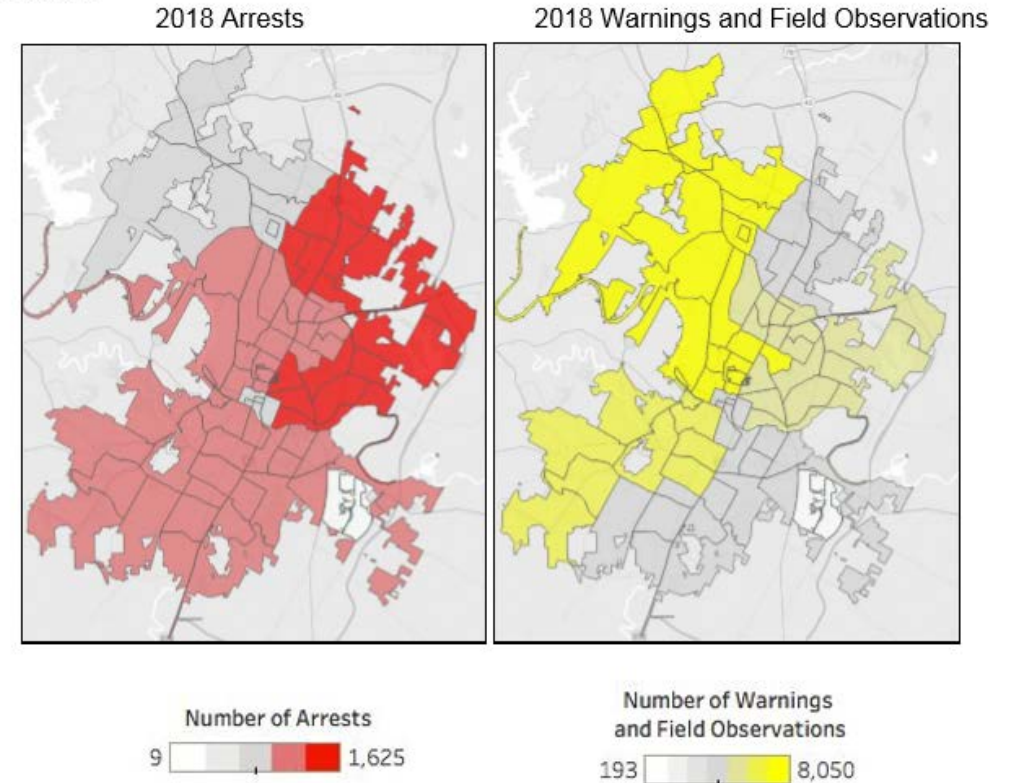 2018 Arrests
2018 Warnings and Field Observations
Number of Arrests
9
1,625
Number of Warnings
and Field Observations
193
8,050